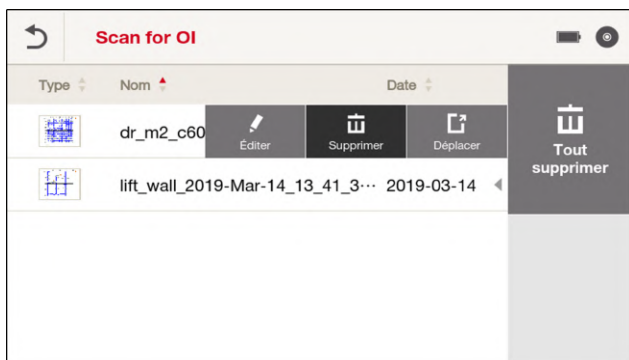 Scan for OI
Type Nom Date
dr_m2_c60 Éditer Supprimer Déplacer
Tout
supprimer
lift_wall_2019-Mar-14_13_41_3··· 2019-03-14